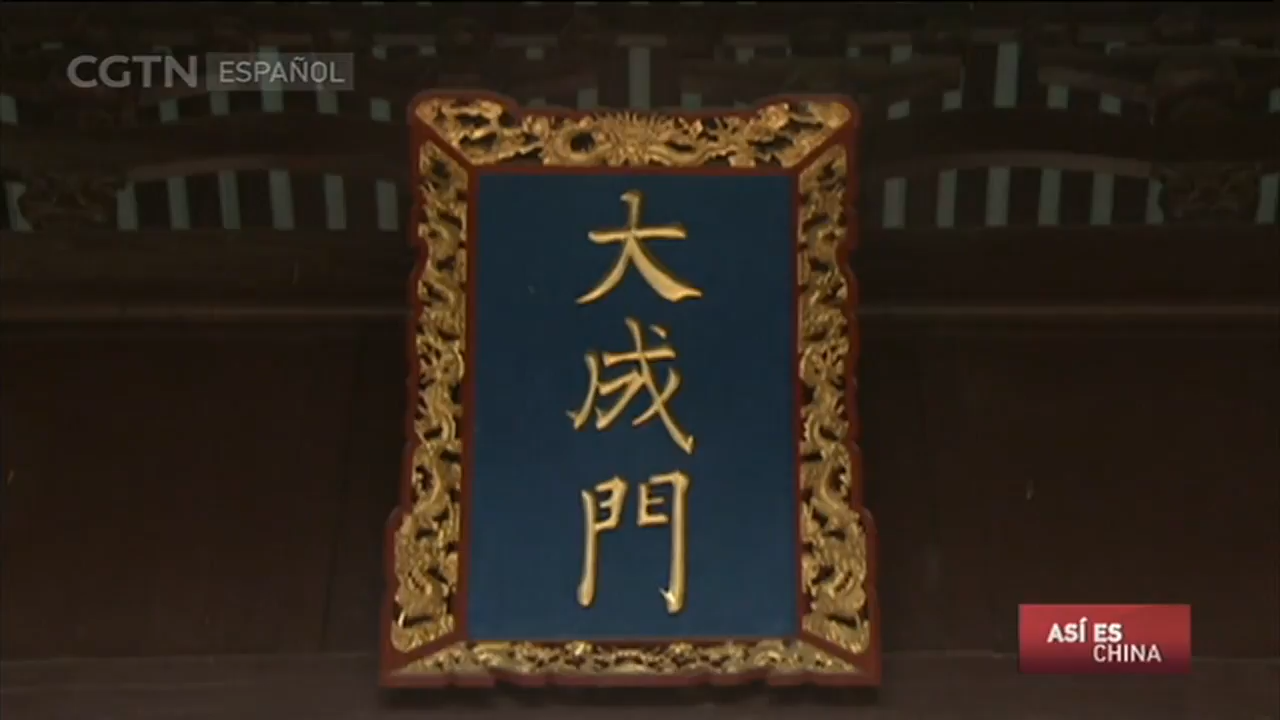 CGTN ESPAÑOL
大成門
ASÍ ES
CHINA